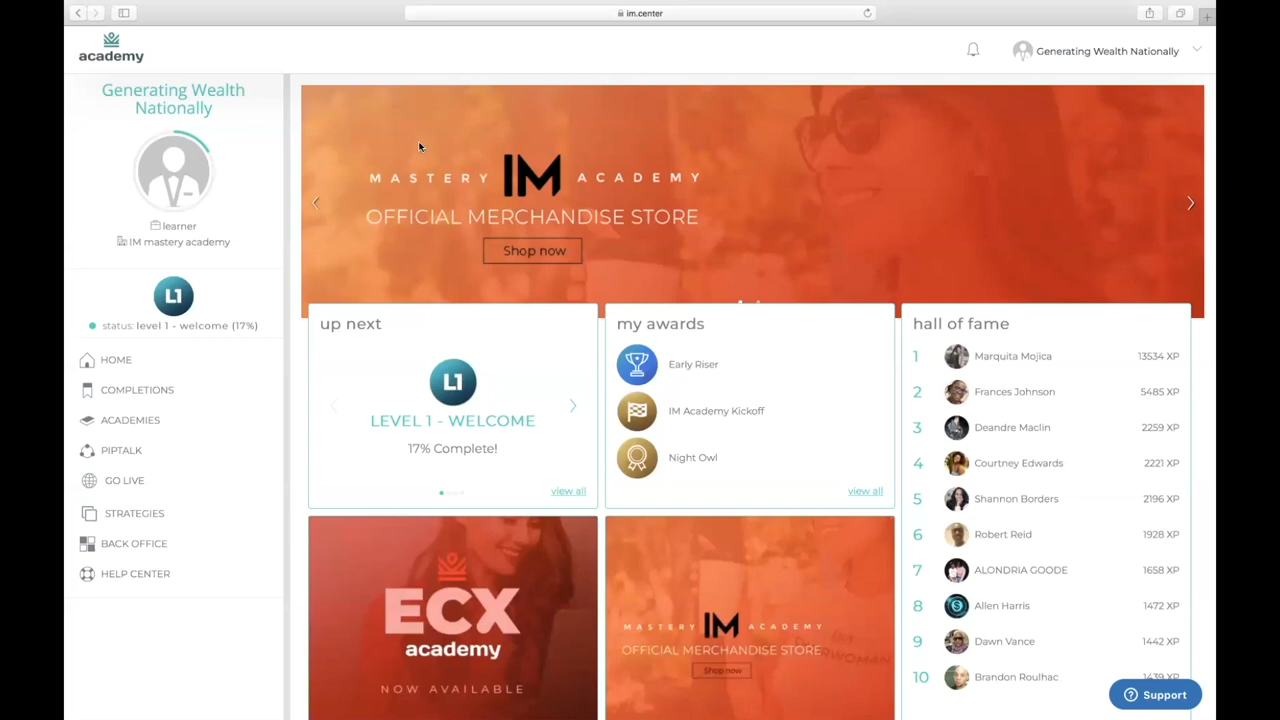 im.center
academy
Generating Wealth Nationally
Generating Wealth
Nationally
learner
IM mastery academy
L1
status: level 1 - welcome (17%)
HOME
COMPLETIONS
ACADEMIES
PIPTALK
GO LIVE
STRATEGIES
BACK OFFICE
HELP CENTER
MASTERY IM ACADEMY
OFFICIAL MERCHANDISE STORE
Shop now
up next
L1
LEVEL 1 - WELCOME
17% Complete!
view all
my awards
Early Riser
IM Academy Kickoff
Night Owl
view all
hall of fame
1 Marquita Mojica 13534 XP
2 Frances Johnson 5485 XP
3 Deandre Maclin 2259 XP
4 Courtney Edwards 2221 XP
5 Shannon Borders 2196 XP
6 Robert Reid 1928 XP
7 ALONDRIA GOODE 1658 XP
8 Allen Harris 1472 XP
9 Dawn Vance 1442 XP
10 Brandon Roulhac 1439 XP
ECX
academy
NOW AVAILABLE
MASTERY IM ACADEMY
OFFICIAL MERCHANDISE STORE
Shop now
Support